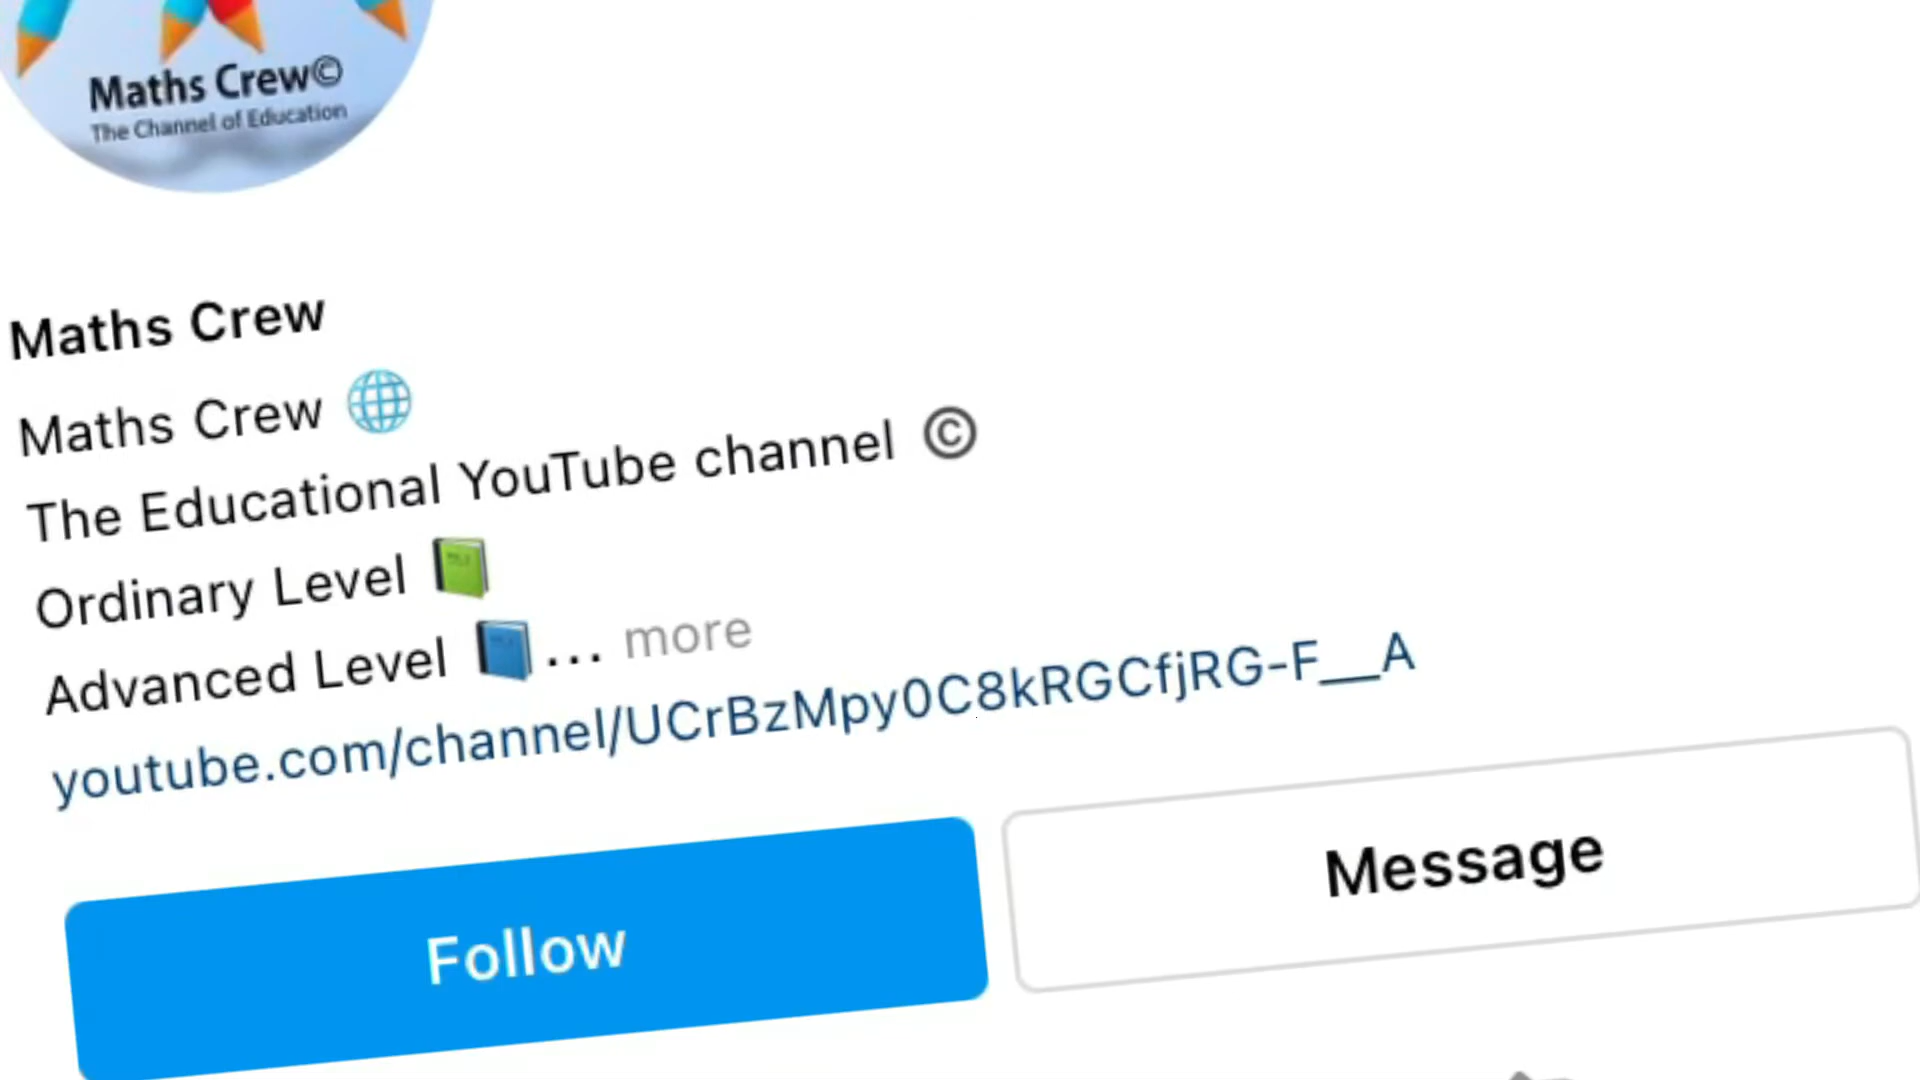 Maths Crew©
The Channel of Education
Maths Crew
Maths Crew 🌐
The Educational YouTube channel ©
Ordinary Level 📗
Advanced Level 📘... more
youtube.com/channel/UCrBzMpy0C8kRGCfjRG-F__A
Follow
Message